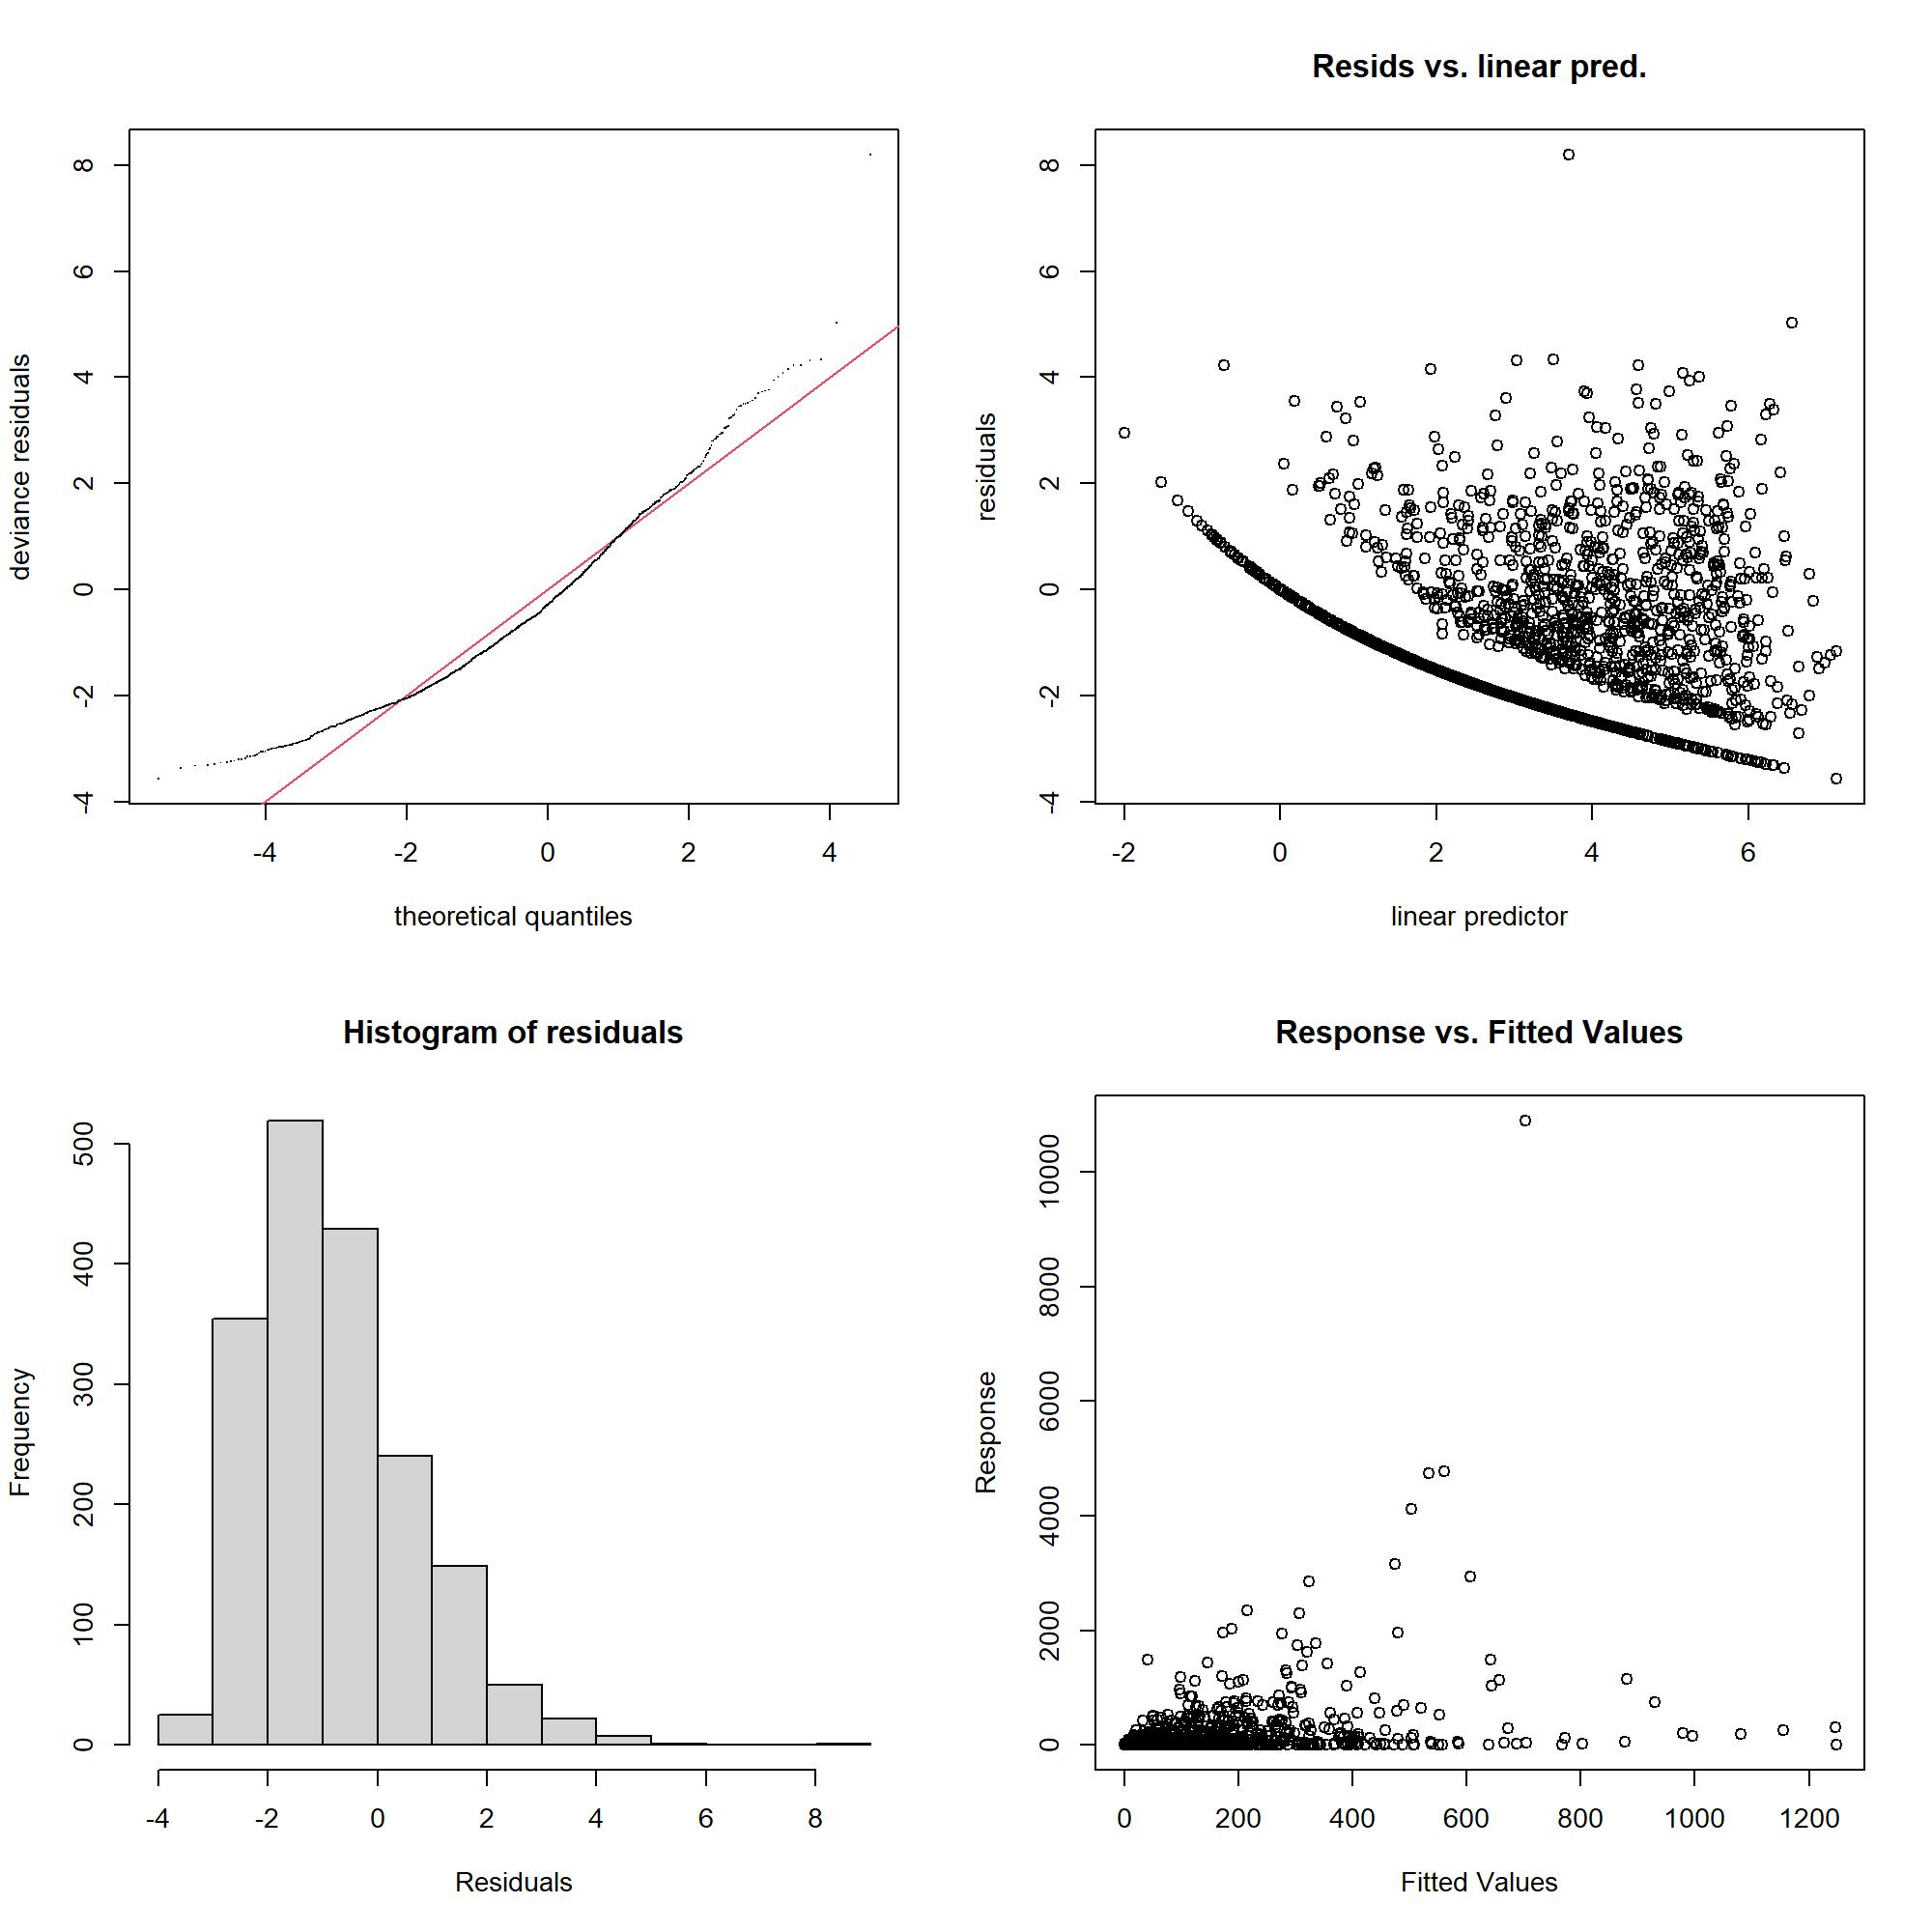 deviance residuals
8
6
4
2
0
-2
-4
-4 -2 0 2 4
theoretical quantiles
Resids vs. linear pred.
residuals
8
6
4
2
0
-2
-4
-2 0 2 4 6
linear predictor
Histogram of residuals
Frequency
500
400
300
200
100
0
-4 -2 0 2 4 6 8
Residuals
Response vs. Fitted Values
Response
10000
8000
6000
4000
2000
0
0 200 400 600 800 1000 1200
Fitted Values